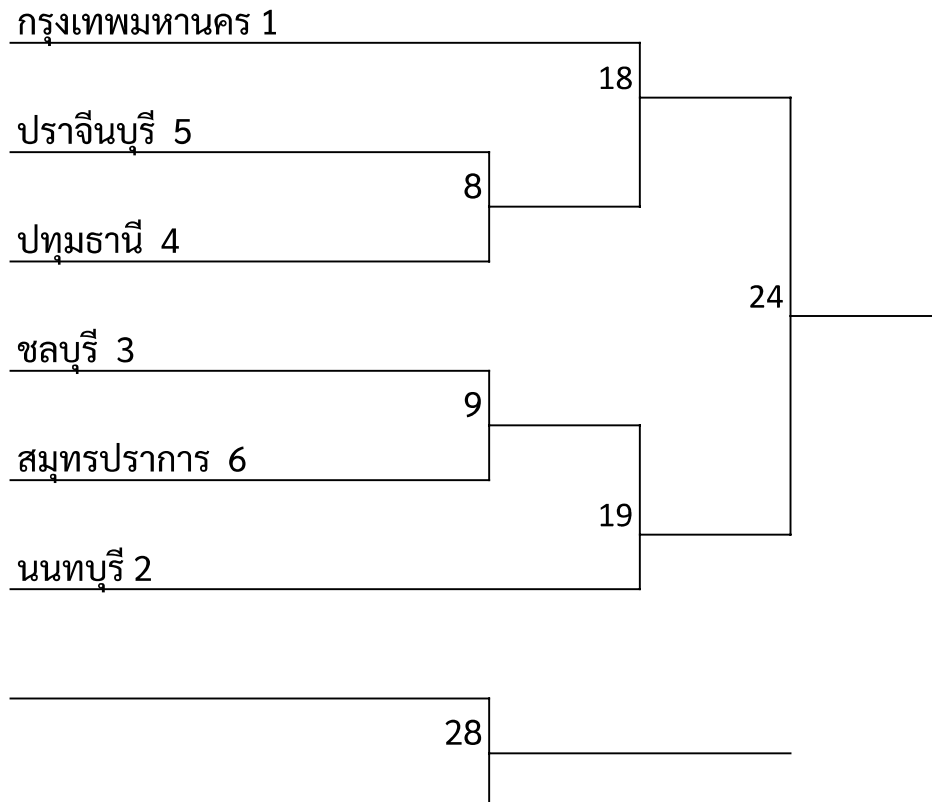 กรุงเทพมหานคร 1
18
ปราจีนบุรี 5
8
ปทุมธานี 4
24
ชลบุรี 3
9
สมุทรปราการ 6
19
นนทบุรี 2
28